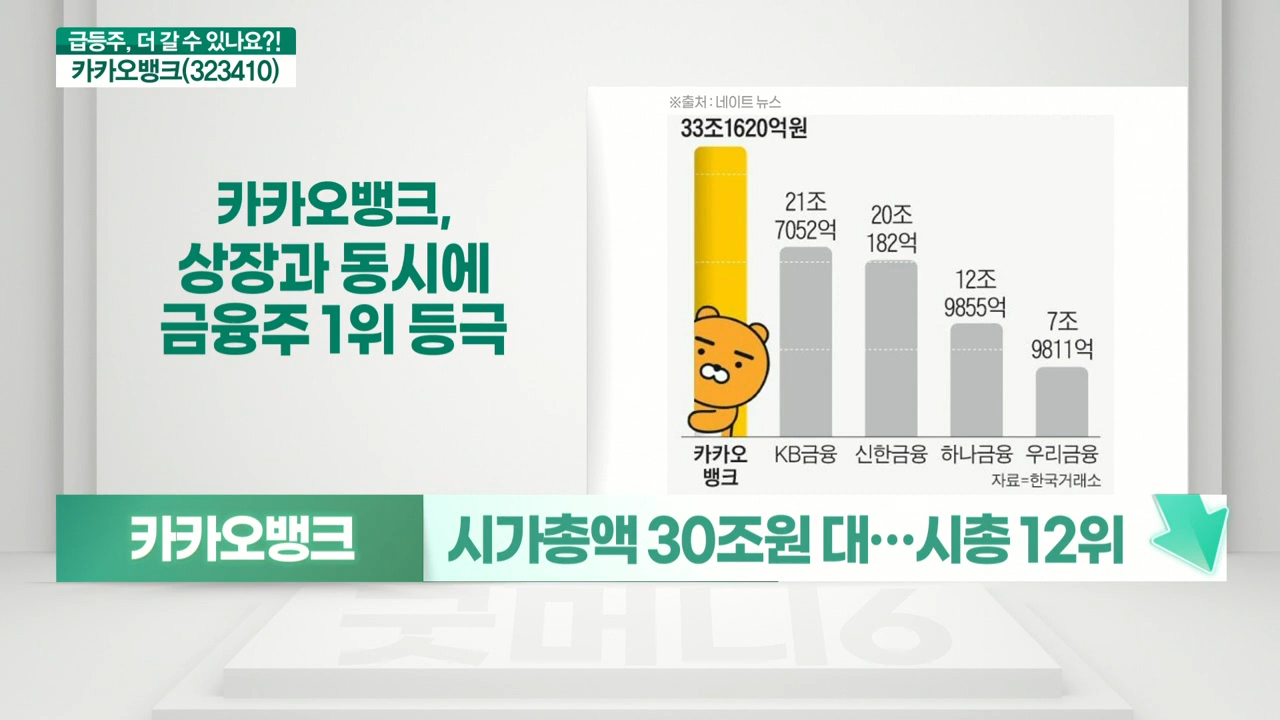 급등주, 더 갈 수 있나요?!
카카오뱅크(323410)
※출처 : 네이트 뉴스
카카오뱅크,
상장과 동시에
금융주 1위 등극
33조1620억원
21조
7052억
20조
182억
12조
9855억
7조
9811억
카카오
뱅크
KB금융
신한금융
하나금융
우리금융
자료=한국거래소
카카오뱅크
시가총액 30조원 대…시총 12위
굿머니6